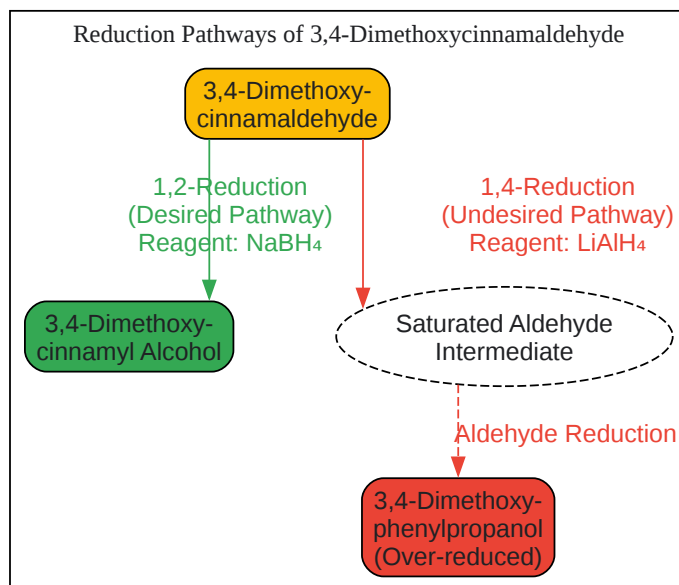 Reduction Pathways of 3,4-Dimethoxycinnamaldehyde
3,4-Dimethoxy-
cinnamaldehyde
1,2-Reduction
(Desired Pathway)
Reagent: NaBH₄
1,4-Reduction
(Undesired Pathway)
Reagent: LiAlH₄
3,4-Dimethoxy-
cinnamyl Alcohol
Saturated Aldehyde
Intermediate
Aldehyde Reduction
3,4-Dimethoxy-
phenylpropanol
(Over-reduced)